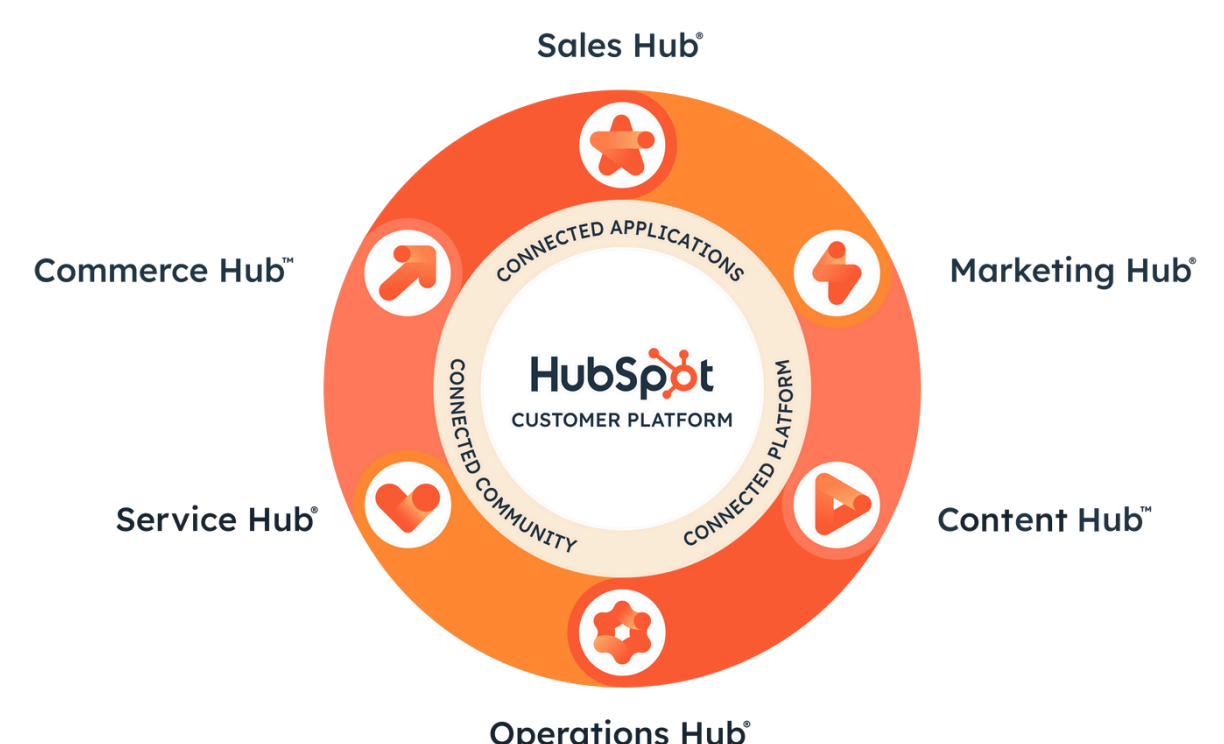 Sales Hub®
CONNECTED APPLICATIONS
Commerce Hub™
Marketing Hub®
HubSpot
CUSTOMER PLATFORM
CONNECTED COMMUNITY
CONNECTED PLATFORM
Service Hub®
Content Hub™
Operations Hub®